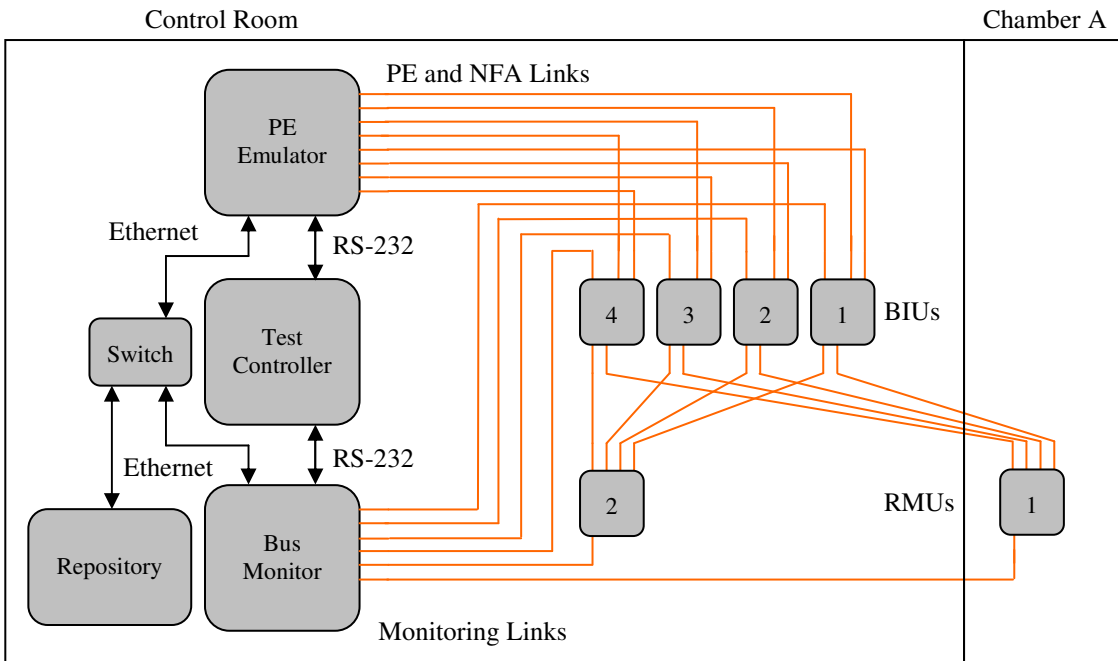 Control Room
Chamber A
PE and NFA Links
PE
Emulator
Ethernet
RS-232
4
3
2
1
BIUs
Switch
Test
Controller
Ethernet
RS-232
2
RMUs
1
Repository
Bus
Monitor
Monitoring Links